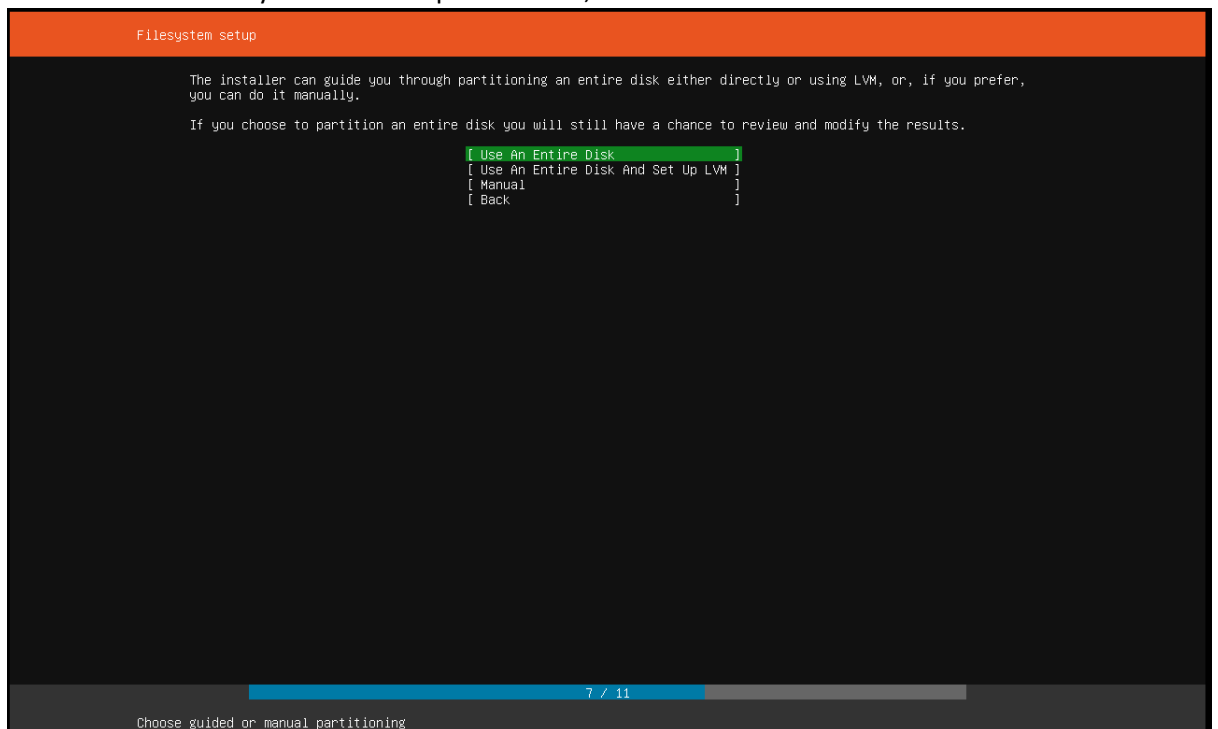 Filesystem setup
The installer can guide you through partitioning an entire disk either directly or using LVM, or, if you prefer,
you can do it manually.
If you choose to partition an entire disk you will still have a chance to review and modify the results.
[ Use An Entire Disk ]
[ Use An Entire Disk And Set Up LVM ]
[ Manual ]
[ Back ]
7 / 11
Choose guided or manual partitioning